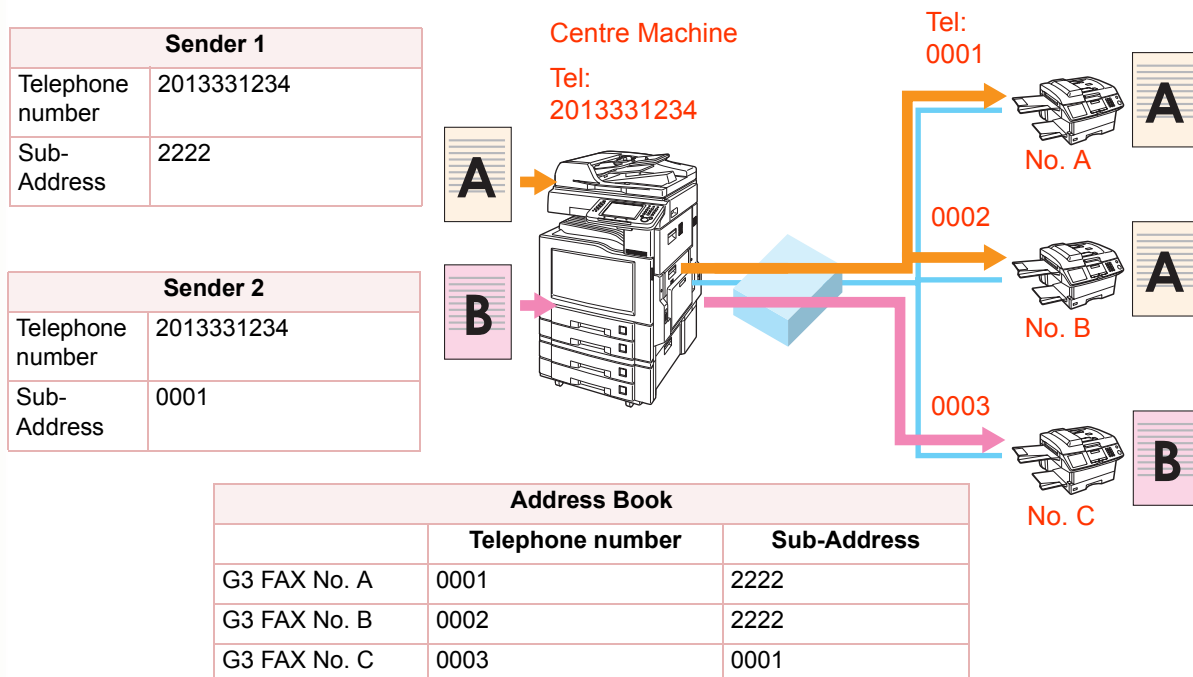 Sender 1
Telephone number 2013331234
Sub-Address 2222
Sender 2
Telephone number 2013331234
Sub-Address 0001
Centre Machine
Tel:
2013331234
A
B
Tel:
0001
A
No. A
0002
A
No. B
0003
B
No. C
Address Book
Telephone number Sub-Address
G3 FAX No. A 0001 2222
G3 FAX No. B 0002 2222
G3 FAX No. C 0003 0001